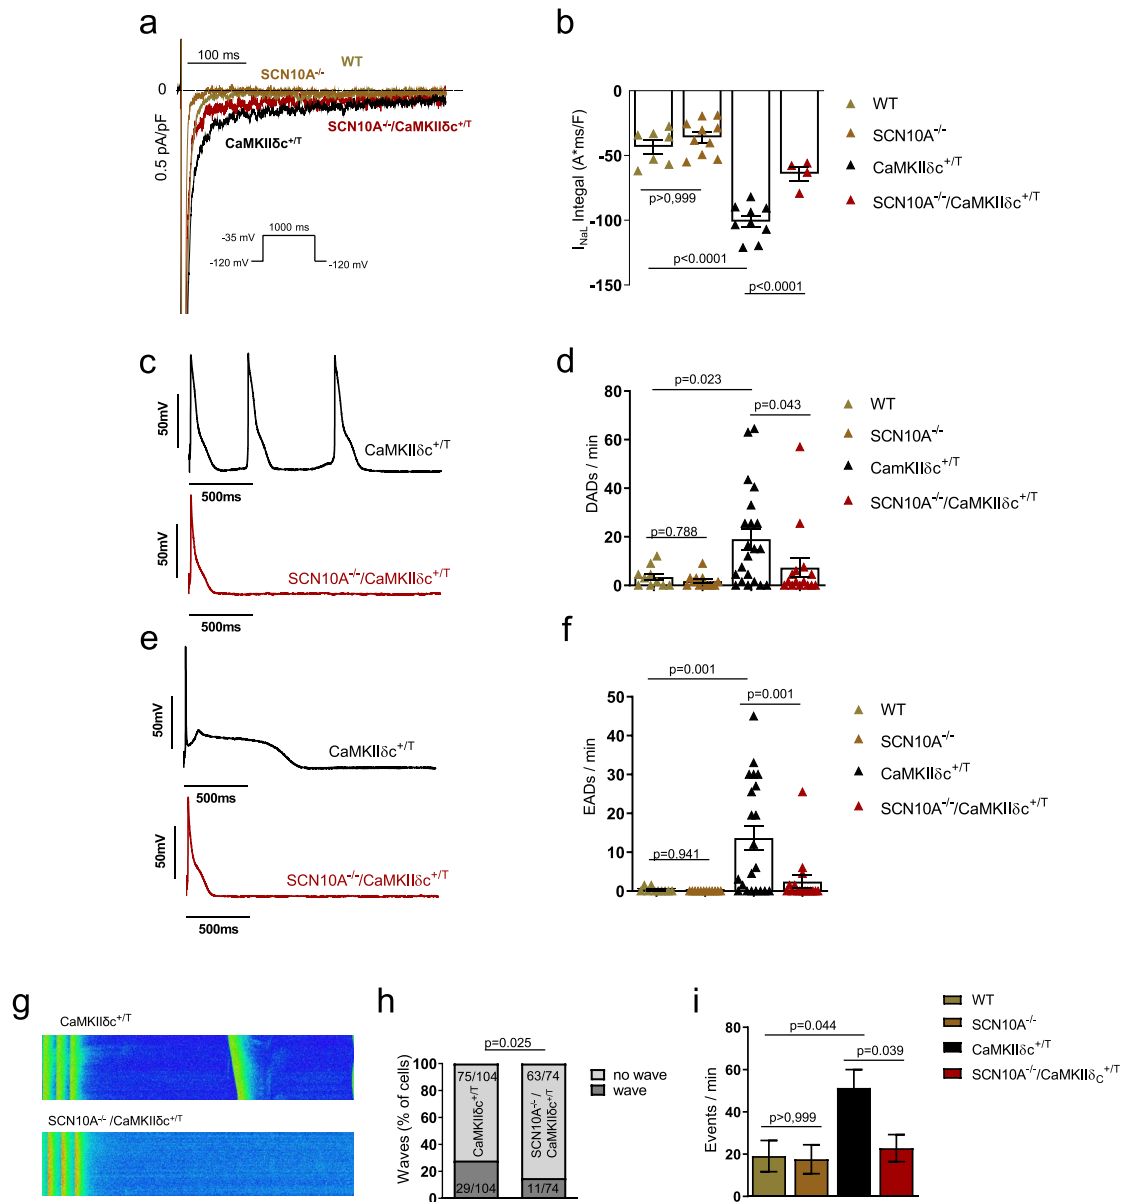 a
100 ms
WT
SCN10A-/-
0
0.5 pA/pF
SCN10A-/-/CaMKIIδc+/T
CaMKIIδc+/T
1000 ms
-35 mV
-120 mV
-120 mV
b
0
-50
-100
-150
INaL Integal (A*ms/F)
p>0,999
p<0.0001
p<0.0001
WT
SCN10A-/-
CaMKIIδc+/T
SCN10A-/-/CaMKIIδc+/T
c
50mV
CaMKIIδc+/T
500ms
50mV
SCN10A-/-/CaMKIIδc+/T
500ms
d
80
60
40
20
0
DADs / min
p=0.023
p=0.043
p=0.788
WT
SCN10A-/-
CamKIIδc+/T
SCN10A-/-/CaMKIIδc+/T
e
50mV
CaMKIIδc+/T
500ms
50mV
SCN10A-/-/CaMKIIδc+/T
500ms
f
50
40
30
20
10
0
EADs / min
p=0.001
p=0.001
p=0.941
WT
SCN10A-/-
CaMKIIδc+/T
SCN10A-/-/CaMKIIδc+/T
g
CaMKIIδc+/T
SCN10A-/- /CaMKIIδc+/T
h
p=0.025
100
80
60
40
20
0
Waves (% of cells)
75/104
CaMKIIδc+/T
29/104
63/74
SCN10A-/- /
CaMKIIδc+/T
11/74
no wave
wave
i
80
60
40
20
0
Events / min
p=0.044
p=0.039
p>0,999
WT
SCN10A-/-
CaMKIIδc+/T
SCN10A-/-/CaMKIIδC+/T